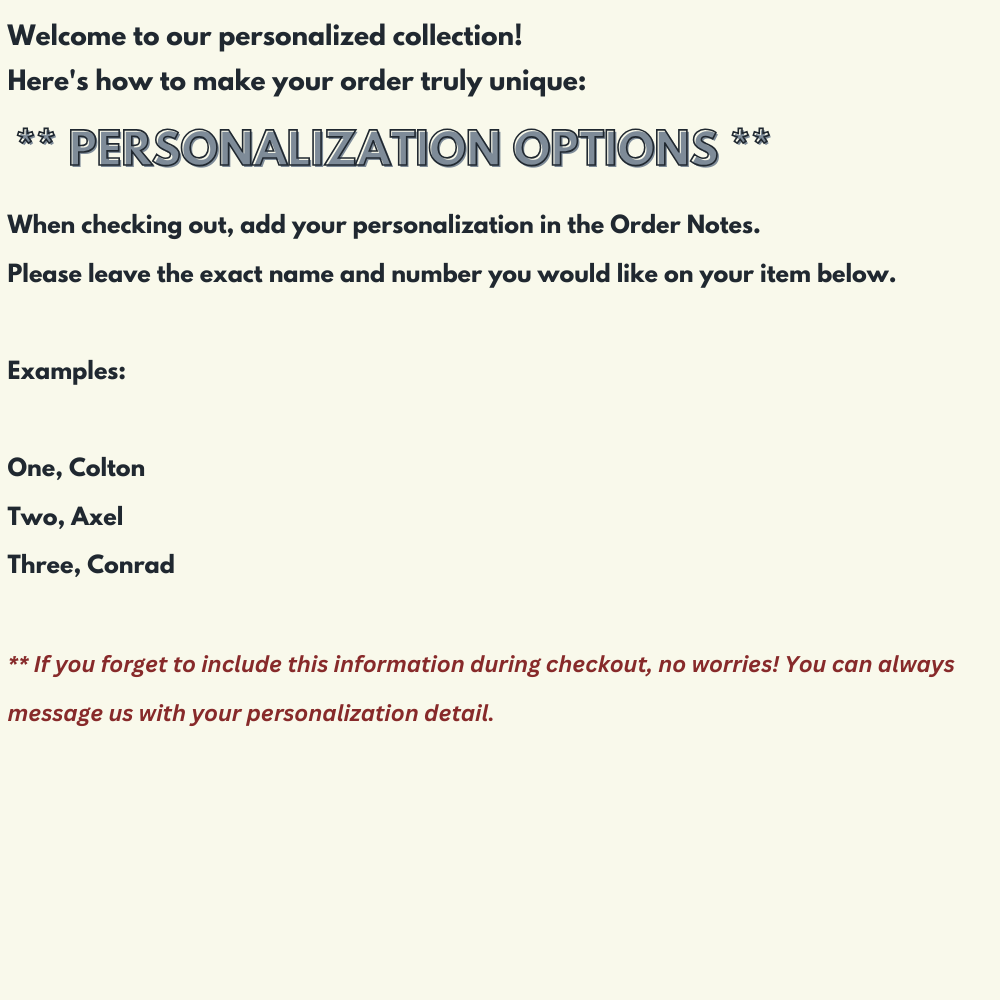 Welcome to our personalized collection!
Here's how to make your order truly unique:
** PERSONALIZATION OPTIONS **
When checking out, add your personalization in the Order Notes.
Please leave the exact name and number you would like on your item below.
Examples:
One, Colton
Two, Axel
Three, Conrad
** If you forget to include this information during checkout, no worries! You can always
message us with your personalization detail.